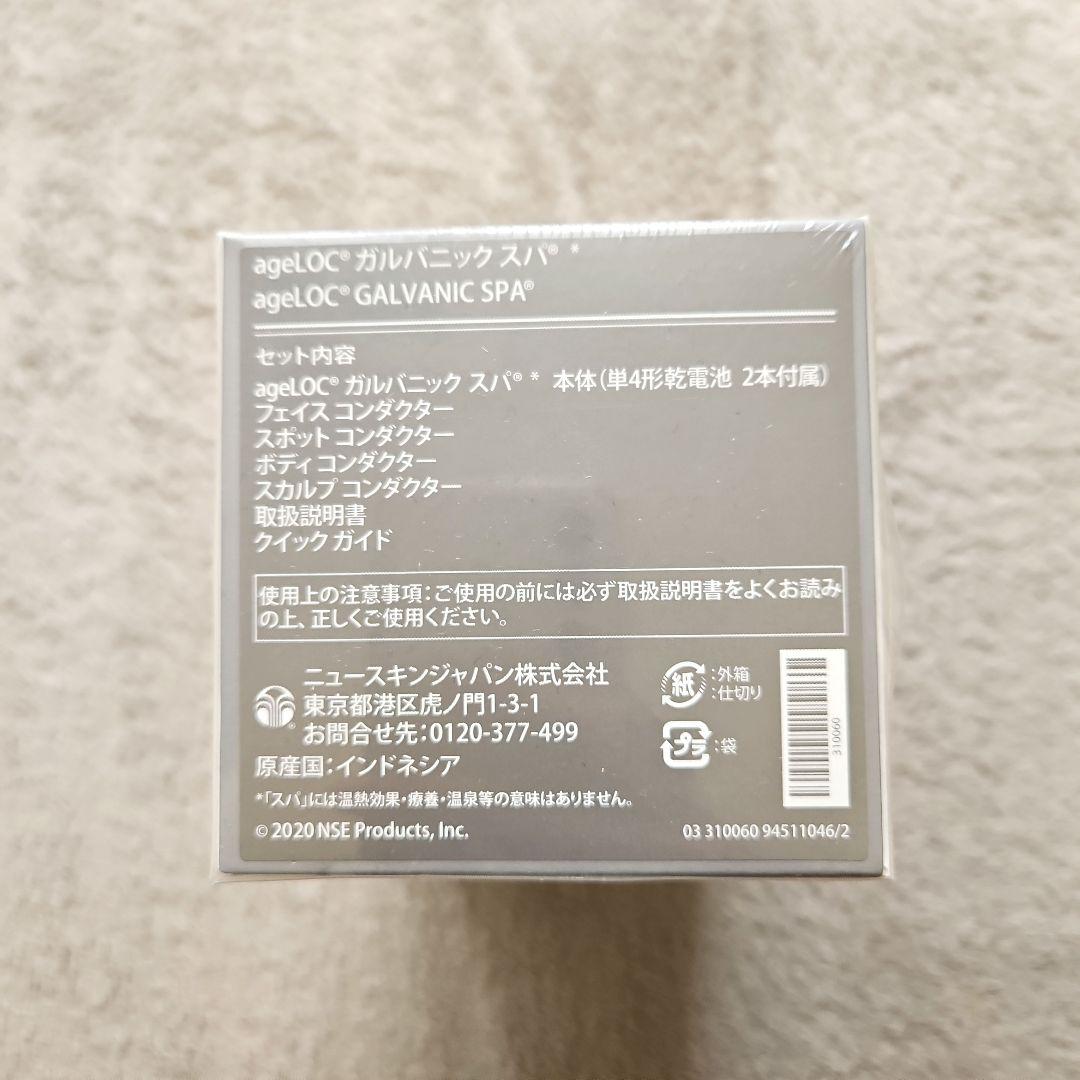 ageLOC® ガルバニック スパ® *
ageLOC® GALVANIC SPA®
セット内容
ageLOC® ガルバニック スパ® * 本体(単4形乾電池 2本付属)
フェイス コンダクター
スポット コンダクター
ボディ コンダクター
スカルプ コンダクター
取扱説明書
クイック ガイド
使用上の注意事項:ご使用の前には必ず取扱説明書をよくお読み
の上、正しくご使用ください。
ニュースキンジャパン株式会社
東京都港区虎ノ門1-3-1
お問合せ先:0120-377-499
原産国:インドネシア
*「スパ」には温熱効果・療養・温泉等の意味はありません。
© 2020 NSE Products, Inc.
紙:外箱
:仕切り
プラ:袋
310060
03 310060 94511046/2